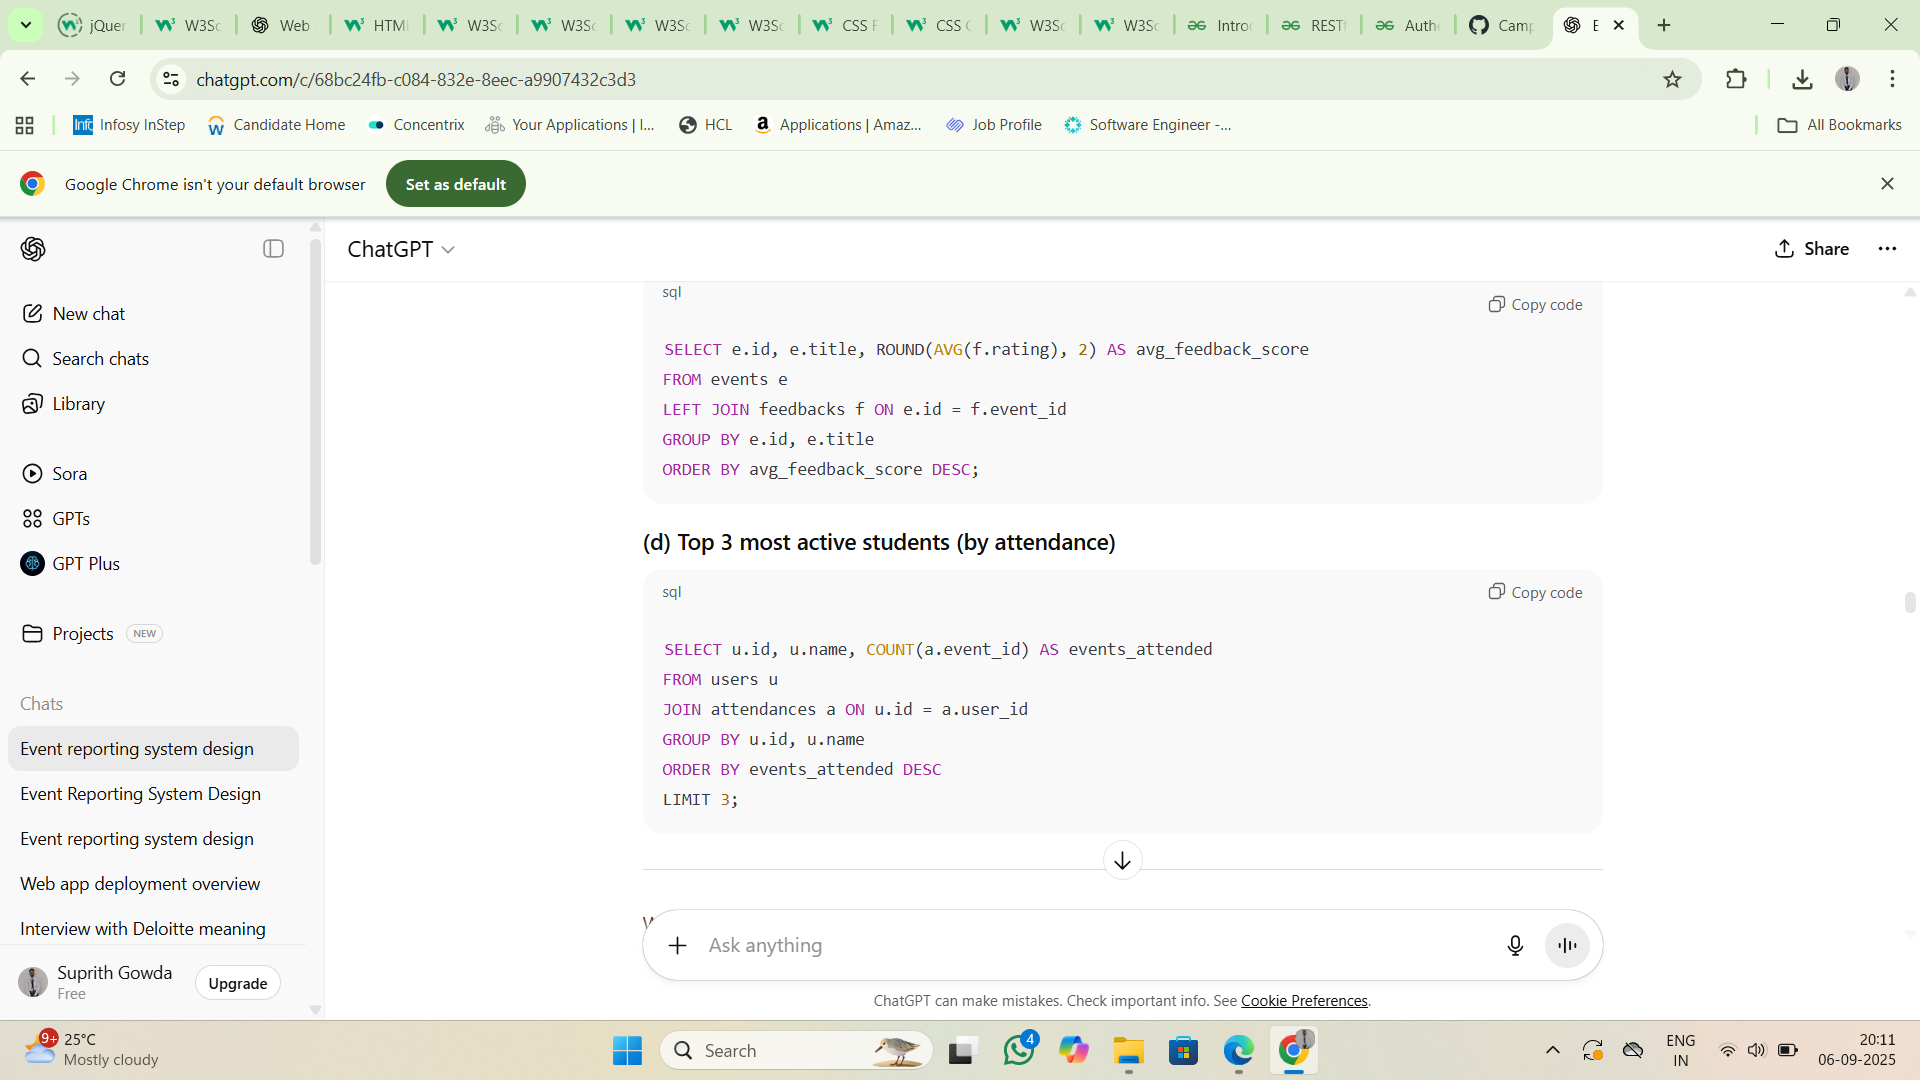 jQuer
W3Sc
Web
HTMl
W3Sc
W3Sc
W3Sc
W3Sc
CSS F
CSS C
W3Sc
W3Sc
Introd
RESTf
Authe
Camp
E
chatgpt.com/c/68bc24fb-c084-832e-8eec-a9907432c3d3
Infosy InStep
Candidate Home
Concentrix
Your Applications | I...
HCL
Applications | Amaz...
Job Profile
Software Engineer -...
All Bookmarks
Google Chrome isn't your default browser
Set as default
ChatGPT
Share
New chat
Search chats
Library
Sora
GPTs
GPT Plus
Projects NEW
Chats
Event reporting system design
Event Reporting System Design
Event reporting system design
Web app deployment overview
Interview with Deloitte meaning
Suprith Gowda
Free
Upgrade
sql
Copy code
SELECT e.id, e.title, ROUND(AVG(f.rating), 2) AS avg_feedback_score
FROM events e
LEFT JOIN feedbacks f ON e.id = f.event_id
GROUP BY e.id, e.title
ORDER BY avg_feedback_score DESC;
(d) Top 3 most active students (by attendance)
sql
Copy code
SELECT u.id, u.name, COUNT(a.event_id) AS events_attended
FROM users u
JOIN attendances a ON u.id = a.user_id
GROUP BY u.id, u.name
ORDER BY events_attended DESC
LIMIT 3;
Ask anything
ChatGPT can make mistakes. Check important info. See Cookie Preferences.
9+
25°C
Mostly cloudy
Search
4
ENG
IN
20:11
06-09-2025